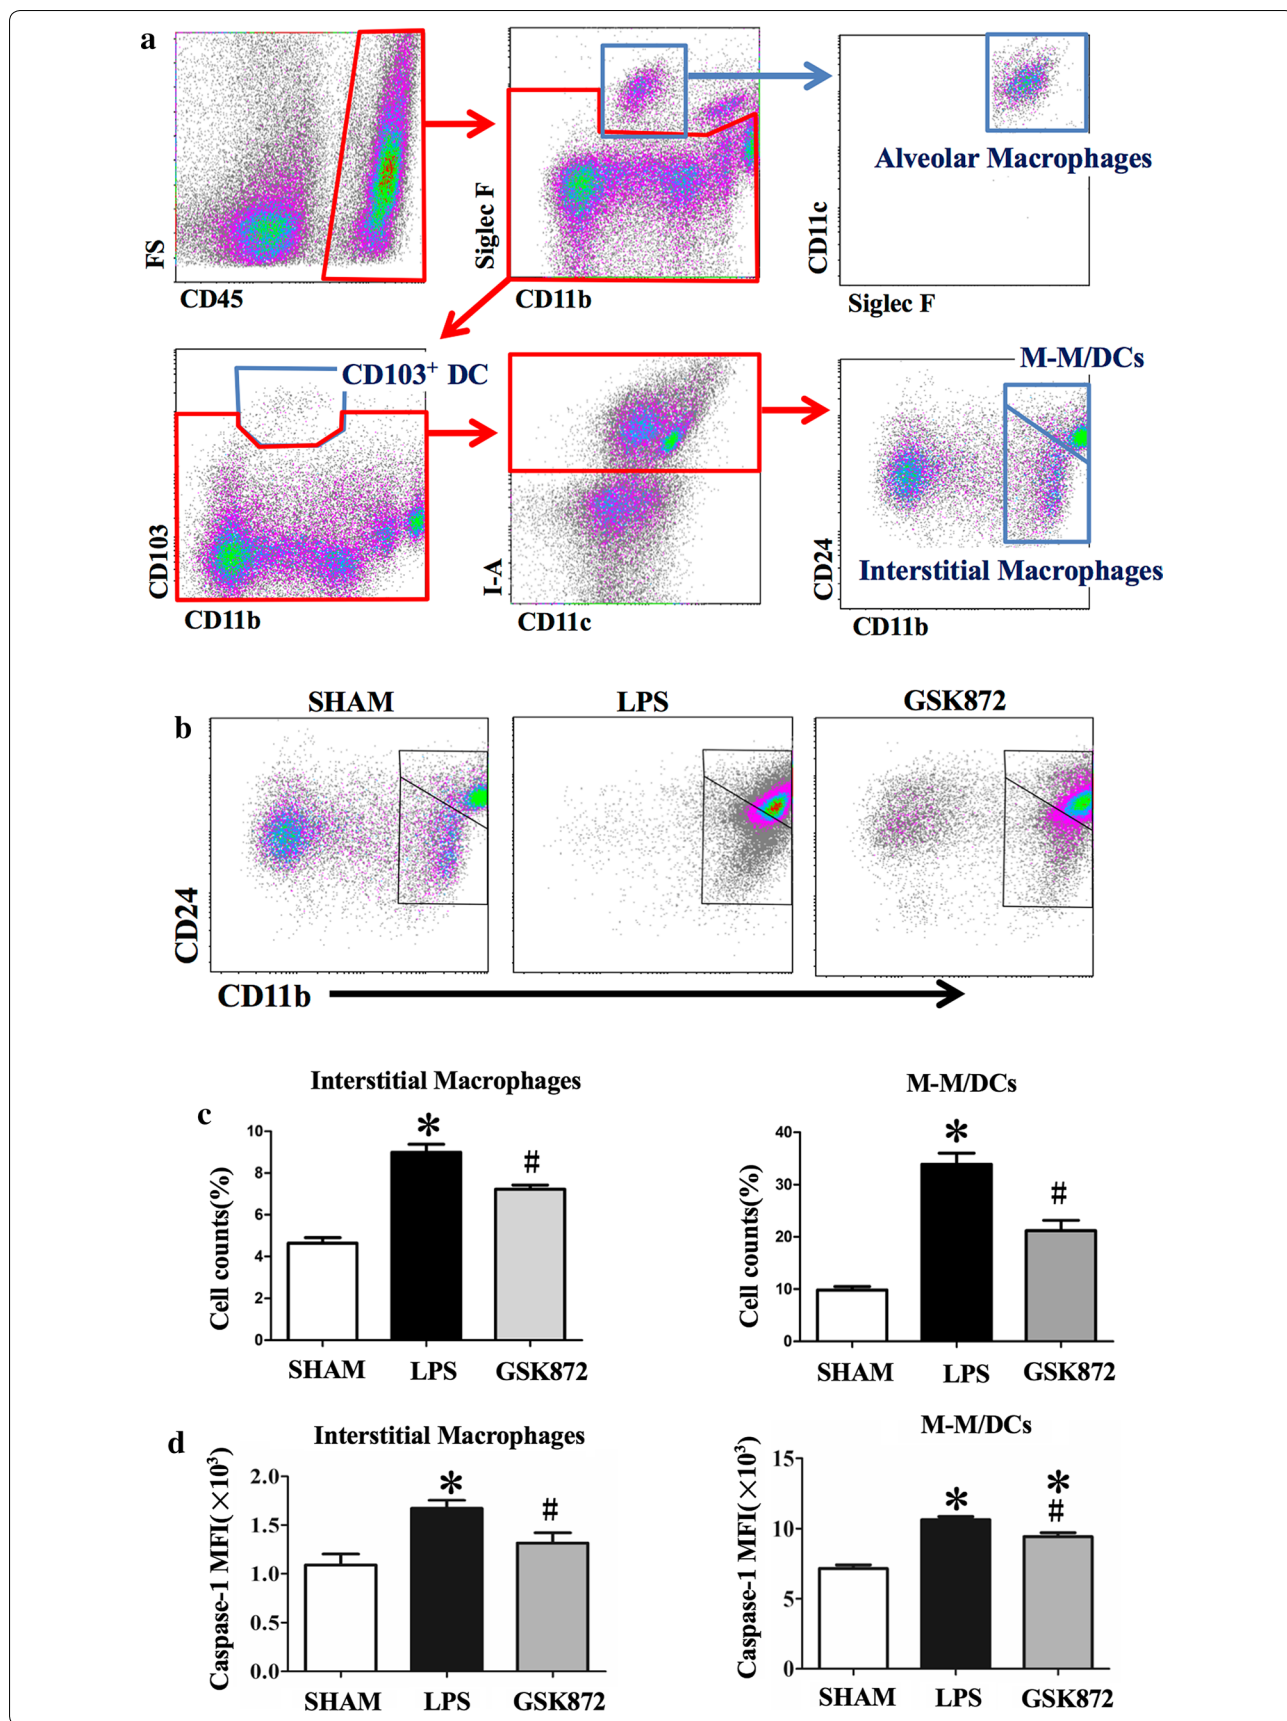 a
FS
CD45
Siglec F
CD11b
CD11c
Siglec F
Alveolar Macrophages
CD103
CD11b
CD103+ DC
I-A
CD11c
CD24
CD11b
M-M/DCs
Interstitial Macrophages
b
SHAM
LPS
GSK872
CD24
CD11b
c
Interstitial Macrophages
Cell counts(%)
10
8
6
4
2
0
*
#
SHAM
LPS
GSK872
M-M/DCs
Cell counts(%)
40
30
20
10
0
*
#
SHAM
LPS
GSK872
d
Interstitial Macrophages
Caspase-1 MFI(×10³)
2.0
1.5
1.0
0.5
0.0
*
#
SHAM
LPS
GSK872
M-M/DCs
Caspase-1 MFI(×10³)
15
10
5
0
*
*
#
SHAM
LPS
GSK872